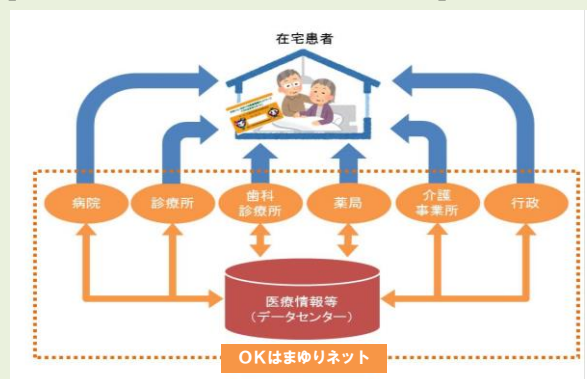 在宅患者
病院
診療所
歯科
診療所
薬局
介護
事業所
行政
医療情報等
（データセンター）
OKはまゆりネット